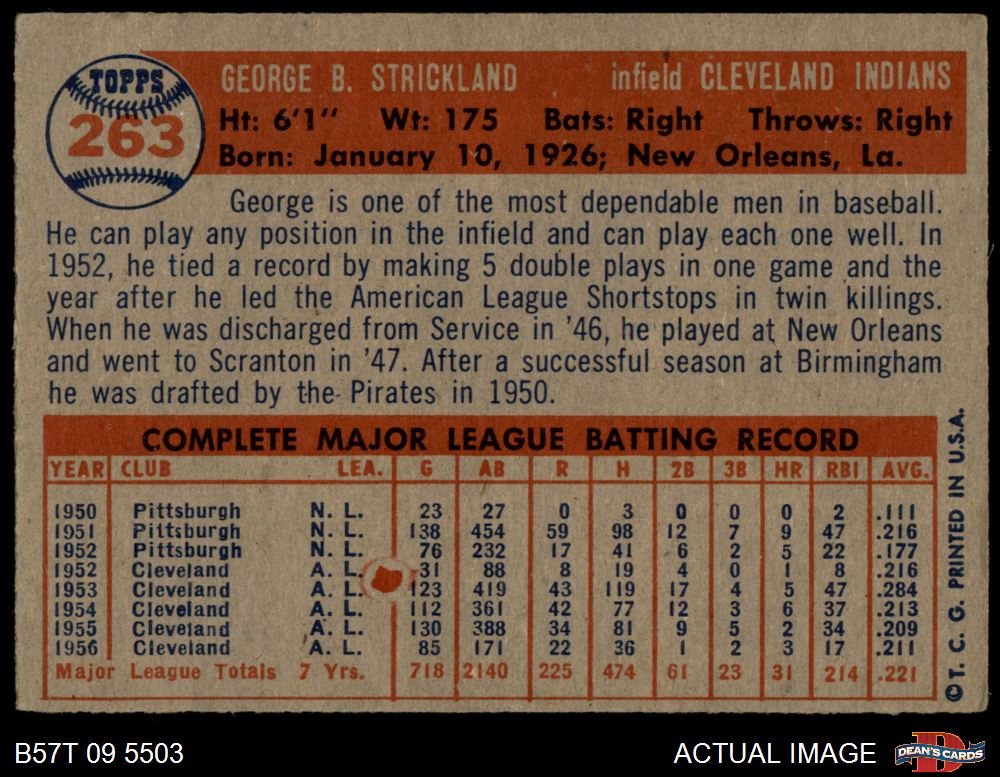 TOPPS
263
GEORGE B. STRICKLAND infield CLEVELAND INDIANS
Ht: 6'1" Wt: 175 Bats: Right Throws: Right
Born: January 10, 1926; New Orleans, La.
George is one of the most dependable men in baseball.
He can play any position in the infield and can play each one well. In
1952, he tied a record by making 5 double plays in one game and the
year after he led the American League Shortstops in twin killings.
When he was discharged from Service in '46, he played at New Orleans
and went to Scranton in '47. After a successful season at Birmingham
he was drafted by the Pirates in 1950.
COMPLETE MAJOR LEAGUE BATTING RECORD
YEAR CLUB LEA. G AB R H 2B 3B HR RBI AVG.
1950 Pittsburgh N. L. 23 27 0 3 0 0 0 2 .111
1951 Pittsburgh N. L. 138 454 59 98 12 7 9 47 .216
1952 Pittsburgh N. L. 76 232 17 41 6 2 5 22 .177
1952 Cleveland A. L. 31 88 8 19 4 0 1 8 .216
1953 Cleveland A. L. 123 419 43 119 17 4 5 47 .284
1954 Cleveland A. L. 112 361 42 77 12 3 6 37 .213
1955 Cleveland A. L. 130 388 34 81 9 5 2 34 .209
1956 Cleveland A. L. 85 171 22 36 1 2 3 17 .211
Major League Totals 7 Yrs. 718 2140 225 474 61 23 31 214 .221
©T. C. G. PRINTED IN U.S.A.
B57T 09 5503 ACTUAL IMAGE
D
DEAN'S CARDS